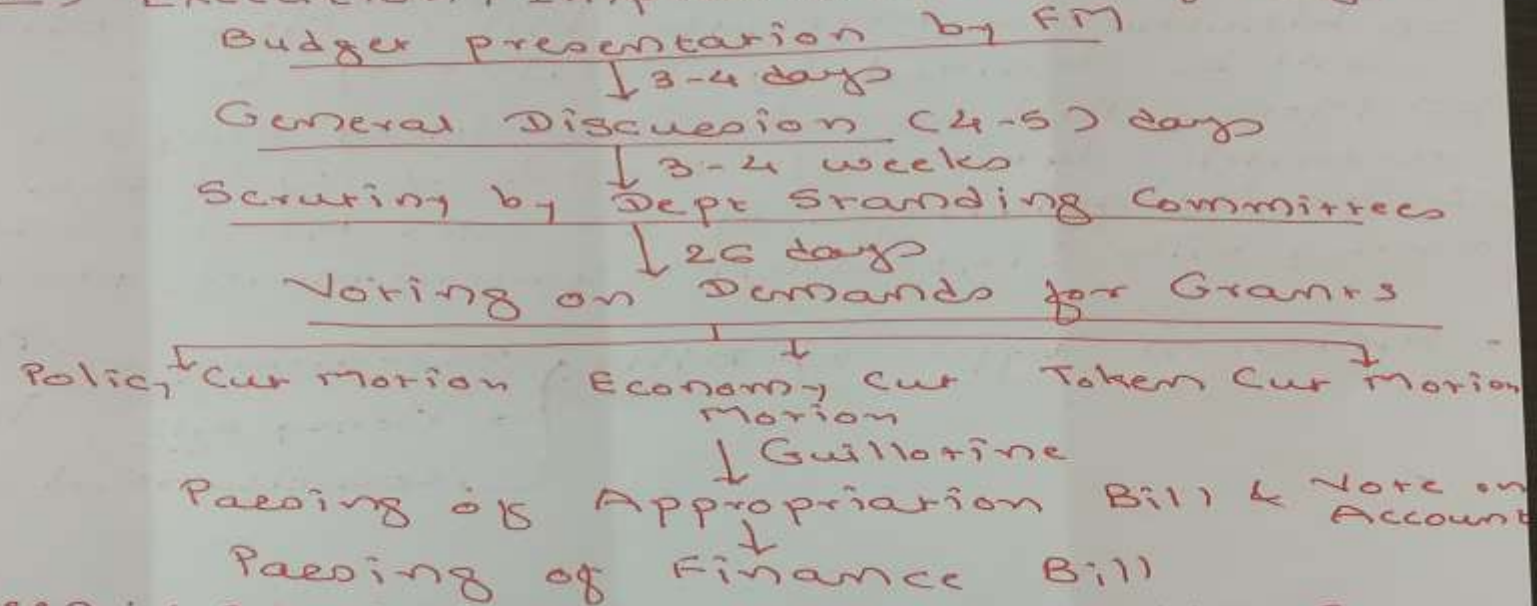 Budget presentation by FM
↓ 3-4 days
General Discussion (4-5) days
↓ 3-4 weeks
Scrutiny by Dept Standing Committees
↓ 26 days
Voting on Demands for Grants
Policy Cut Motion Economy Cut Motion Token Cut Motion
↓ Guillotine
Passing of Appropriation Bill & Vote on Account
↓
Passing of Finance Bill